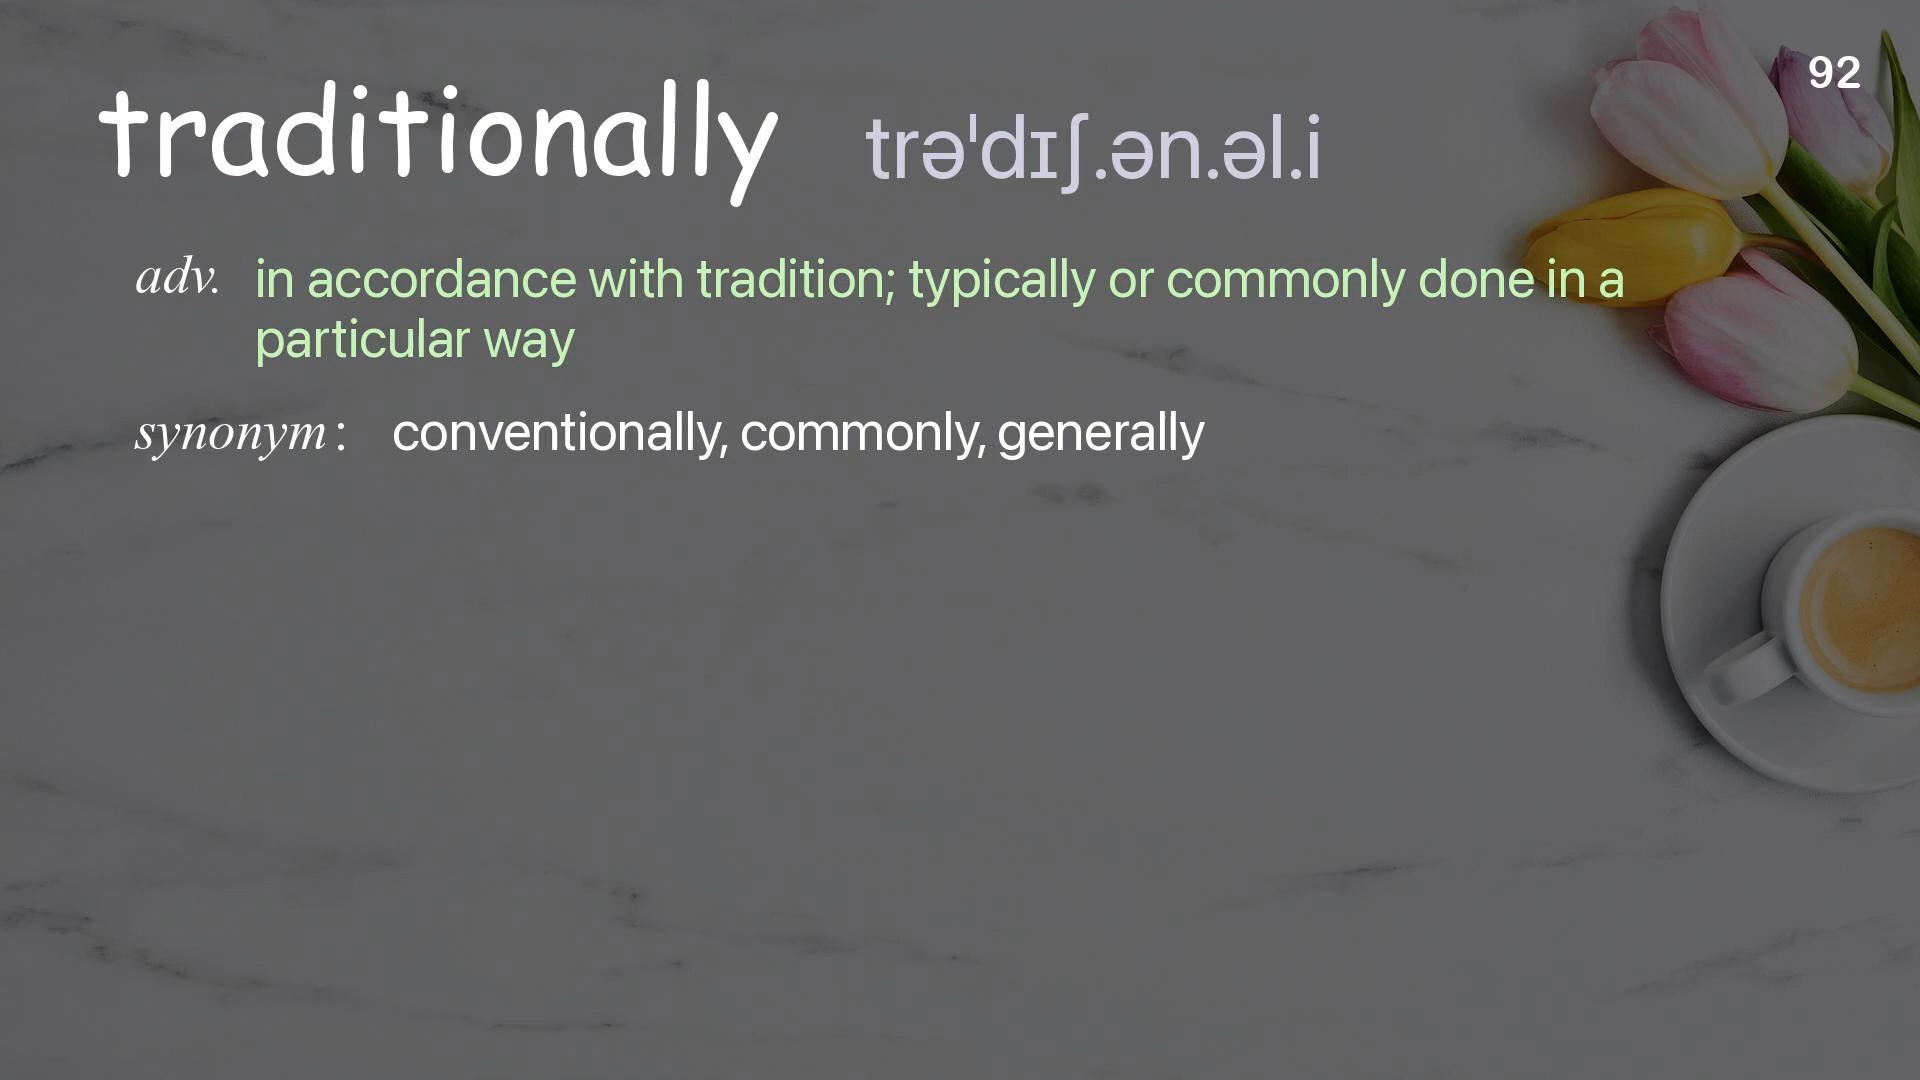 92
traditionally trəˈdɪʃ.ən.əl.i
adv. in accordance with tradition; typically or commonly done in a
particular way
synonym: conventionally, commonly, generally